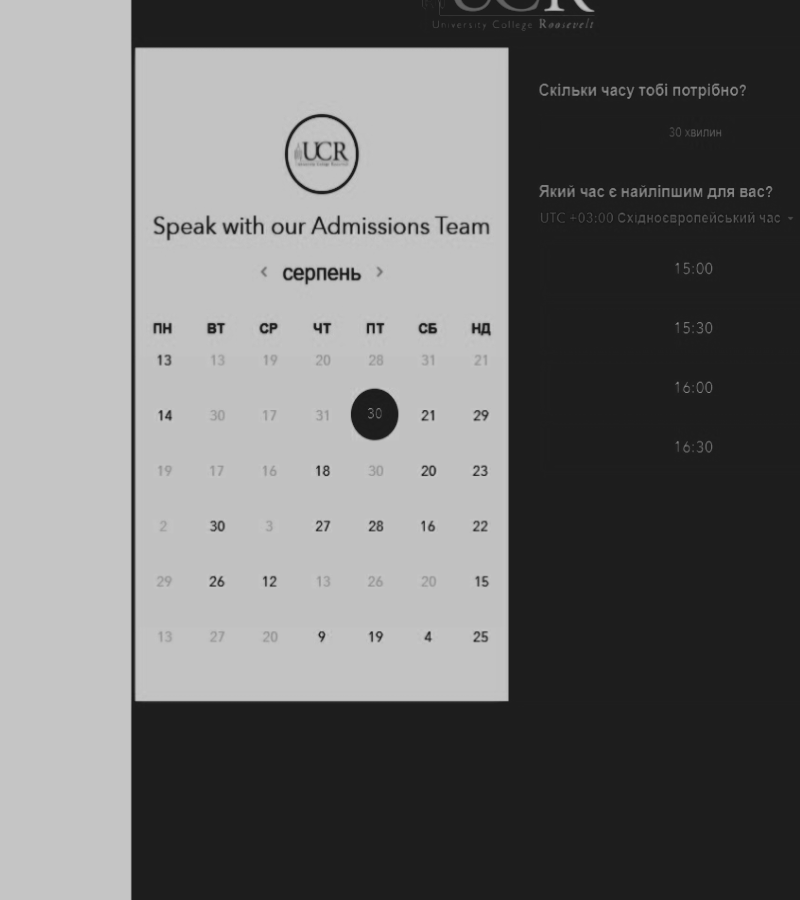 UCR
University College Roosevelt
UCR
Speak with our Admissions Team
серпень
ПН ВТ СР ЧТ ПТ СБ НД
13 13 19 20 28 31 21
14 30 17 31 30 21 29
19 17 16 18 30 20 23
2 30 3 27 28 16 22
29 26 12 13 26 20 15
13 27 20 9 19 4 25
Скільки часу тобі потрібно?
30 хвилин
Який час є найліпшим для вас?
UTC +03:00 Східноєвропейський час
15:00
15:30
16:00
16:30